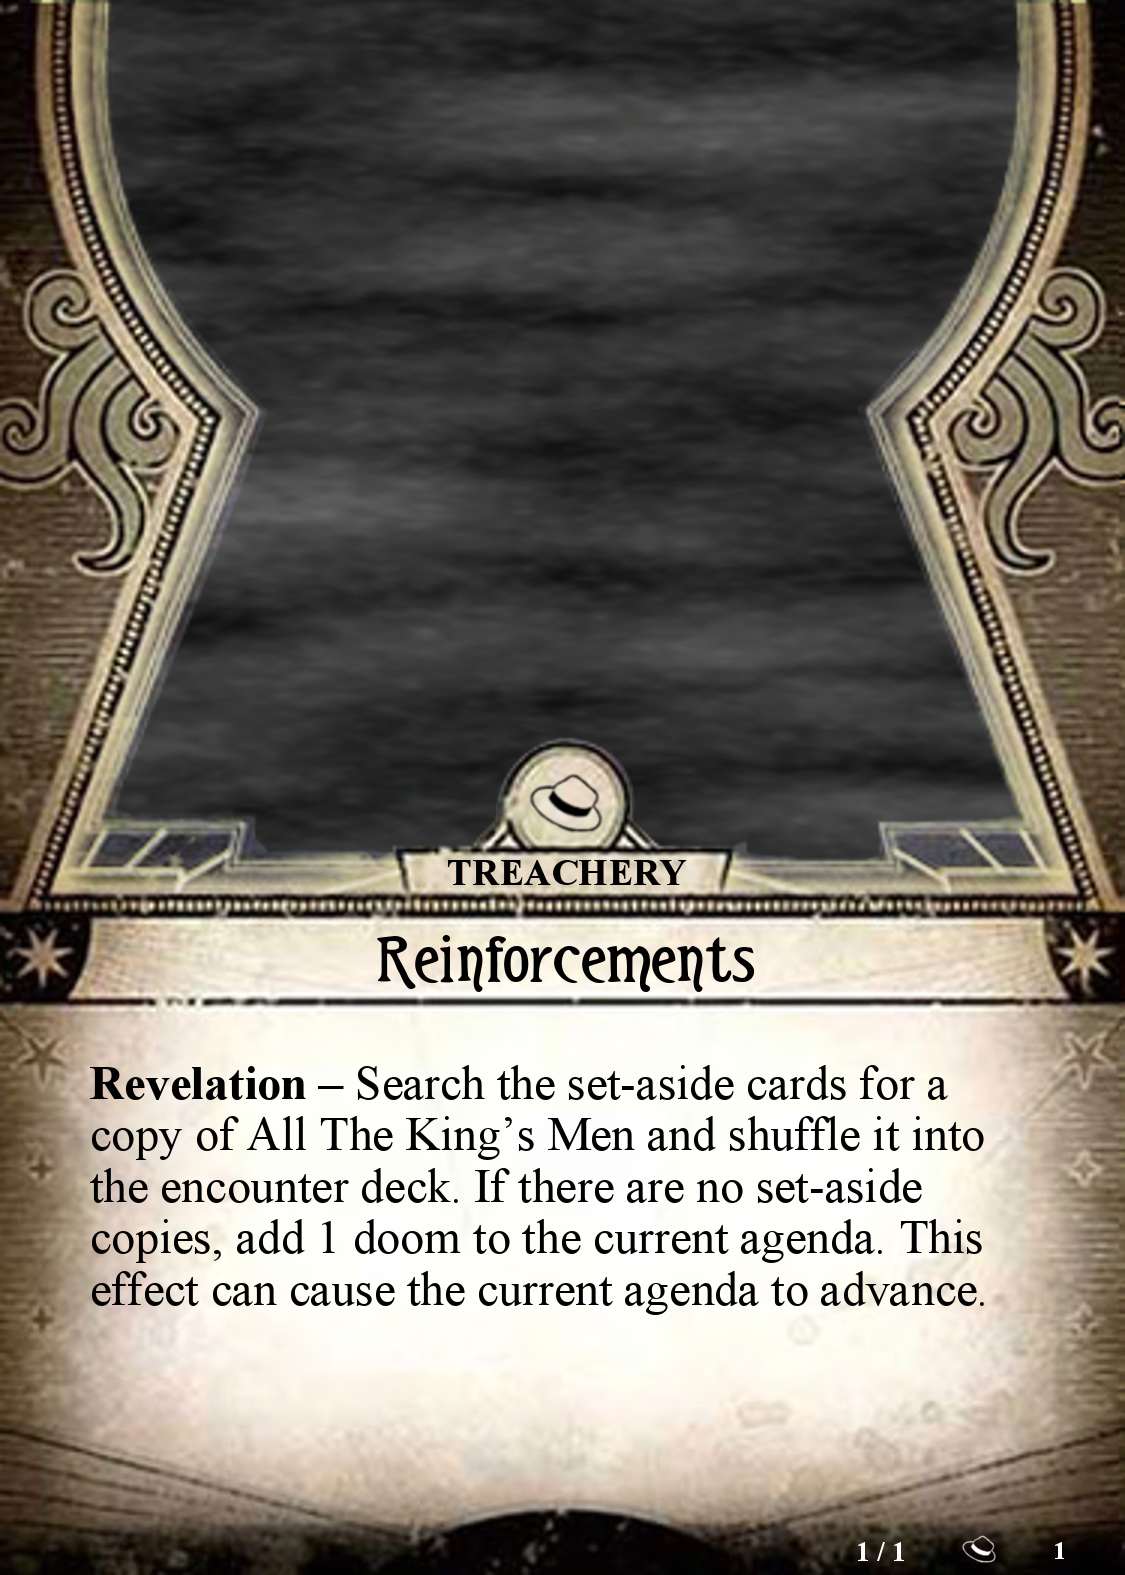 TREACHERY
Reinforcements
Revelation – Search the set-aside cards for a
copy of All The King’s Men and shuffle it into
the encounter deck. If there are no set-aside
copies, add 1 doom to the current agenda. This
effect can cause the current agenda to advance.
1 / 1 1